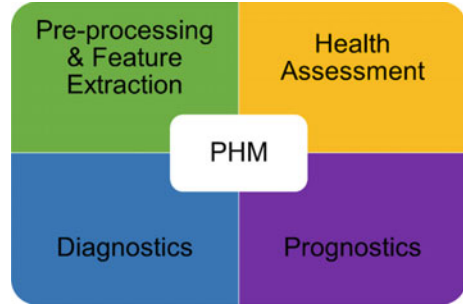 Pre-processing
& Feature
Extraction
Health
Assessment
PHM
Diagnostics
Prognostics